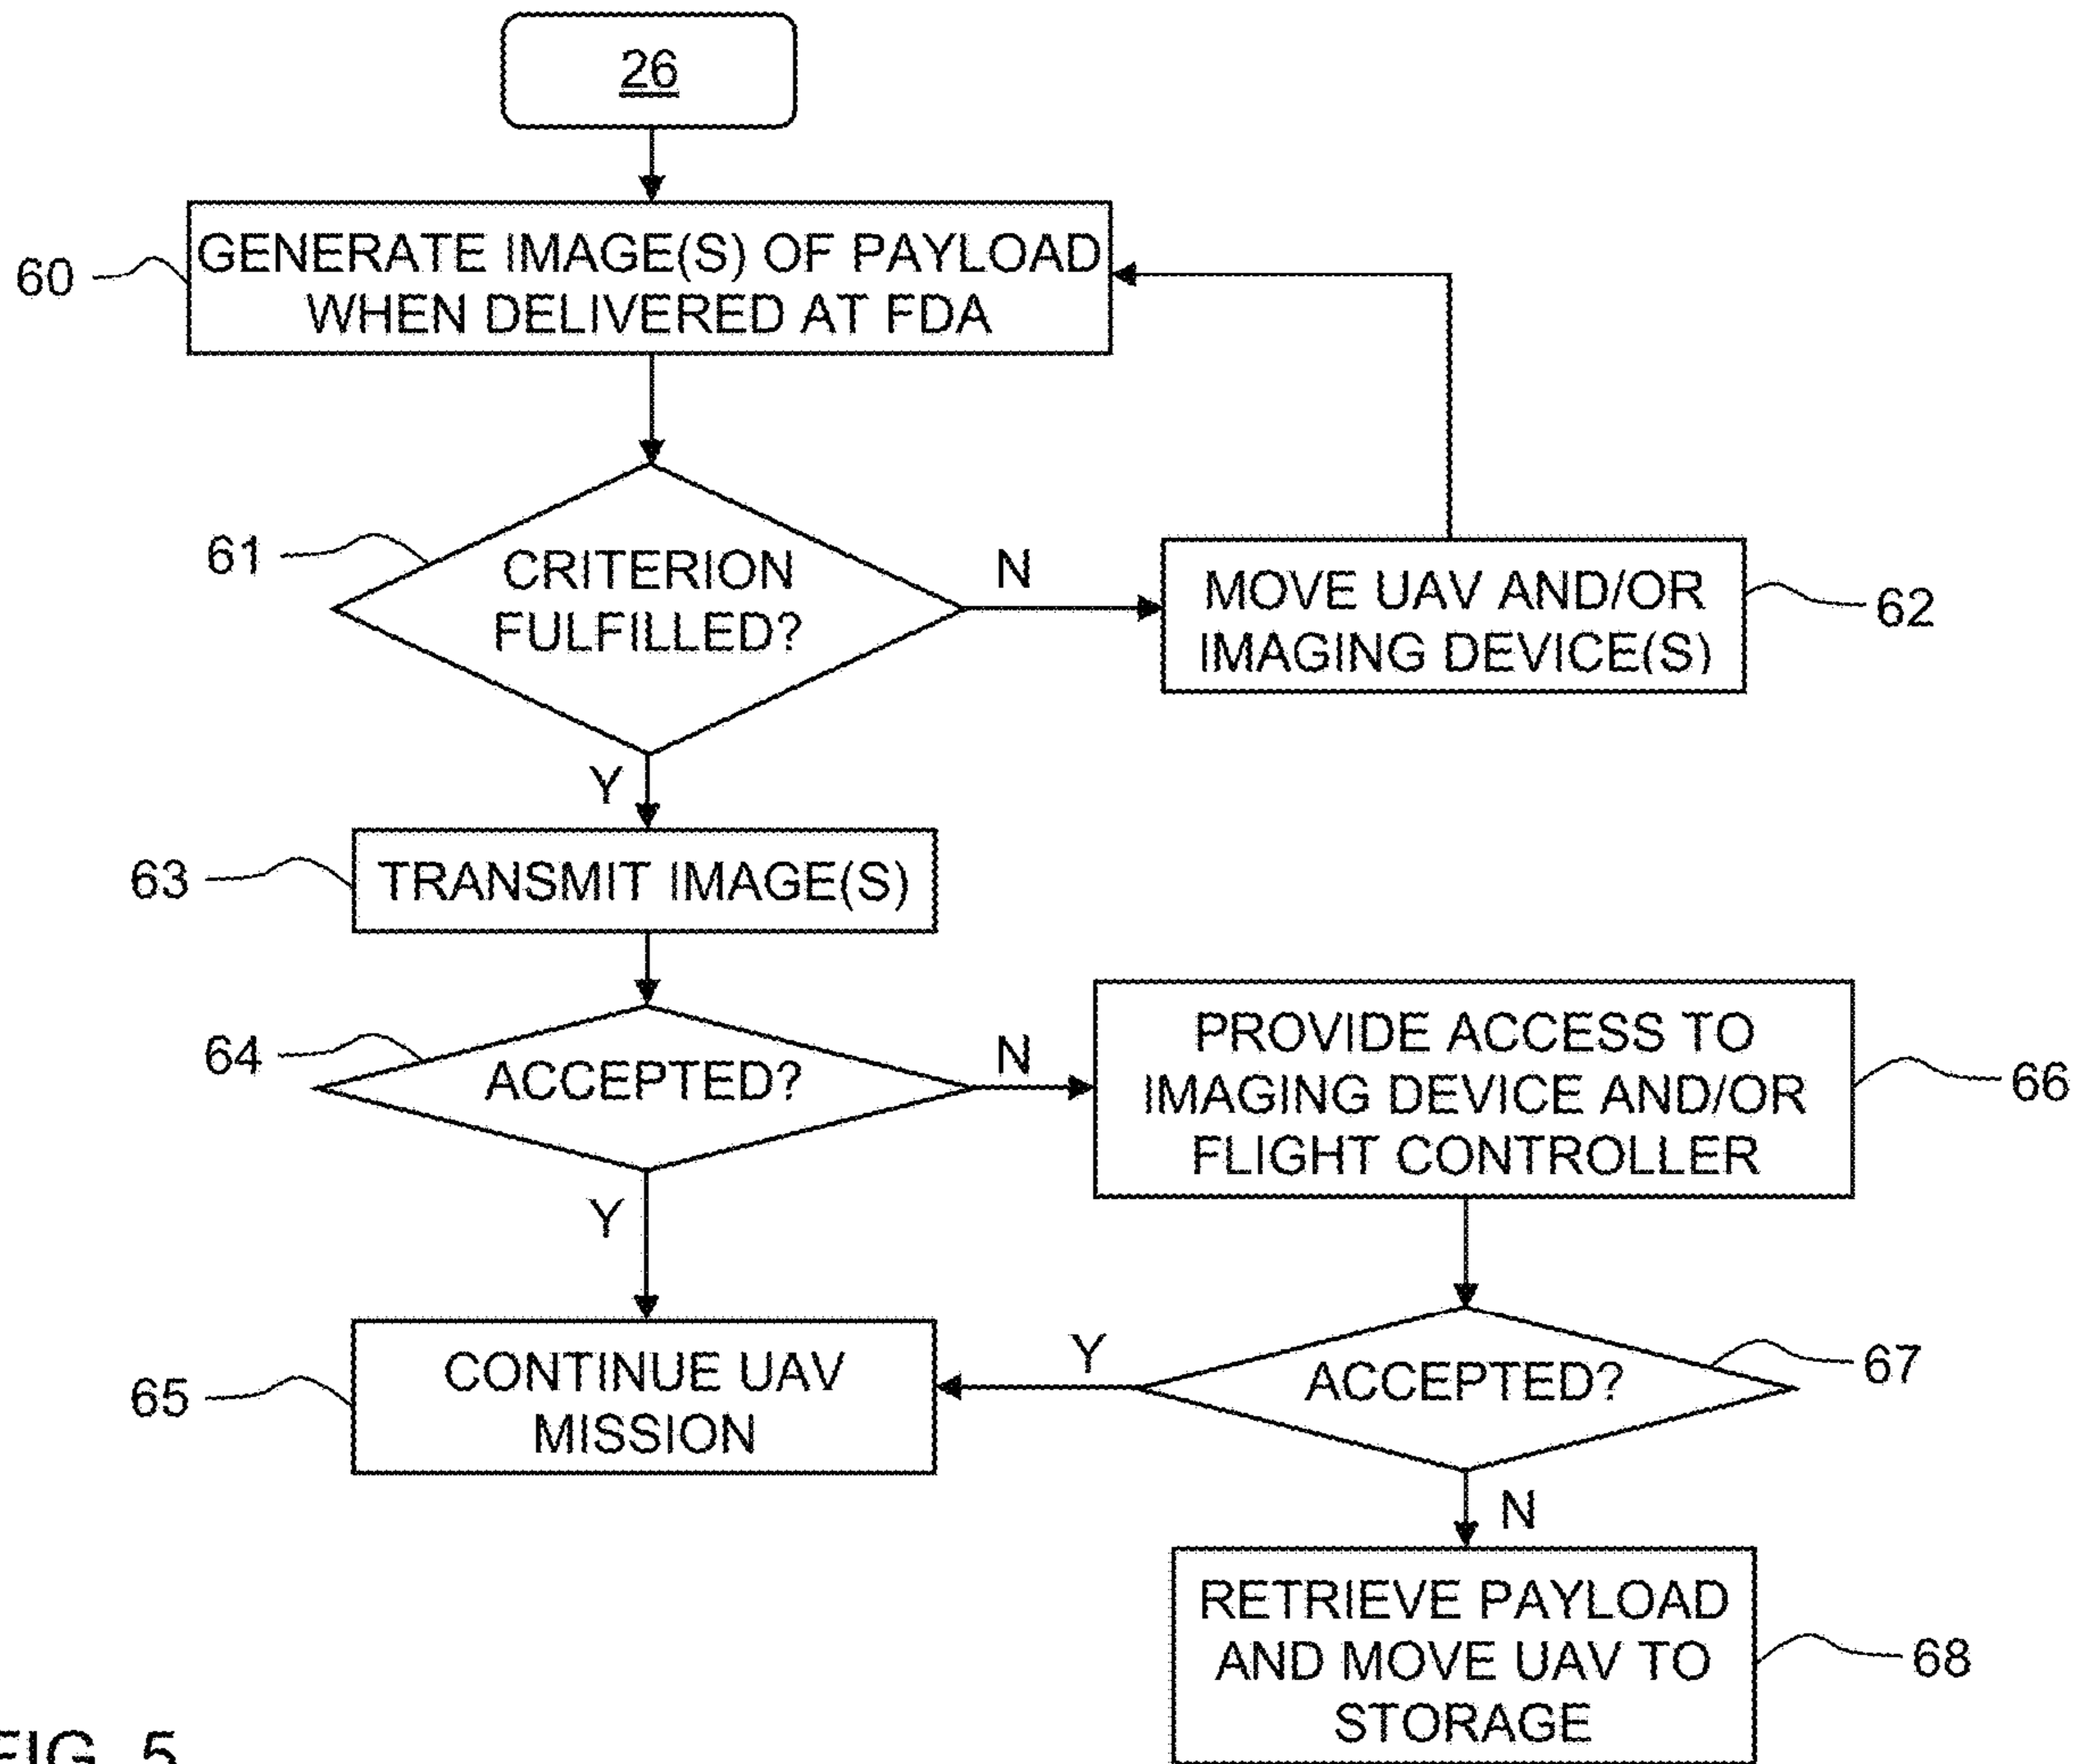 26
60
GENERATE IMAGE(S) OF PAYLOAD
WHEN DELIVERED AT FDA
61
CRITERION
FULFILLED?
N
MOVE UAV AND/OR
IMAGING DEVICE(S)
62
Y
63
TRANSMIT IMAGE(S)
64
ACCEPTED?
N
PROVIDE ACCESS TO
IMAGING DEVICE AND/OR
FLIGHT CONTROLLER
66
Y
65
CONTINUE UAV
MISSION
Y
ACCEPTED?
67
N
RETRIEVE PAYLOAD
AND MOVE UAV TO
STORAGE
68
FIG. 5